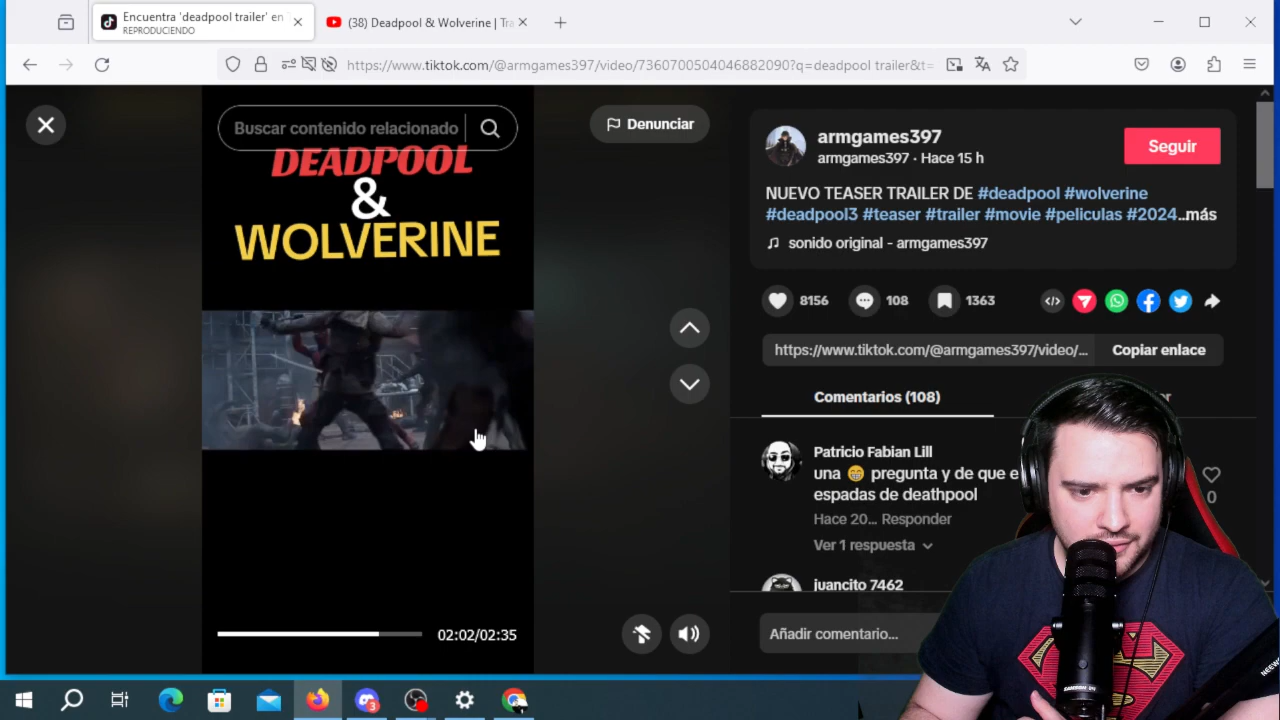 Encuentra 'deadpool trailer' en
REPRODUCIENDO
(38) Deadpool & Wolverine | Tra
https://www.tiktok.com/@armgames397/video/7360700504046882090?q=deadpool trailer&t=
Buscar contenido relacionado
Denunciar
DEADPOOL
&
WOLVERINE
armgames397
armgames397 · Hace 15 h
Seguir
NUEVO TEASER TRAILER DE #deadpool #wolverine
#deadpool3 #teaser #trailer #movie #peliculas #2024..más
sonido original - armgames397
8156
108
1363
https://www.tiktok.com/@armgames397/video/...
Copiar enlace
Comentarios (108)
Patricio Fabian Lill
una 😁 pregunta y de que e
espadas de deathpool
0
Hace 20... Responder
Ver 1 respuesta
juancito 7462
02:02/02:35
Añadir comentario...
3
SAMSON
NEEWE